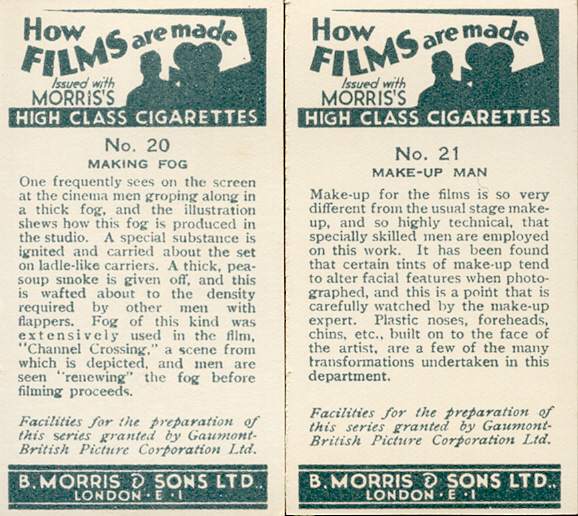 How
FILMS are made
Issued with
MORRIS'S
HIGH CLASS CIGARETTES
No. 20
MAKING FOG
One frequently sees on the screen
at the cinema men groping along in
a thick fog, and the illustration
shews how this fog is produced in
the studio. A special substance is
ignited and carried about the set
on ladle-like carriers. A thick, pea-
soup smoke is given off, and this
is wafted about to the density
required by other men with
flappers. Fog of this kind was
extensively used in the film,
"Channel Crossing," a scene from
which is depicted, and men are
seen "renewing" the fog before
filming proceeds.
Facilities for the preparation of
this series granted by Gaumont-
British Picture Corporation Ltd.
B. MORRIS & SONS LTD.,
LONDON · E · 1
How
FILMS are made
Issued with
MORRIS'S
HIGH CLASS CIGARETTES
No. 21
MAKE-UP MAN
Make-up for the films is so very
different from the usual stage make-
up, and so highly technical, that
specially skilled men are employed
on this work. It has been found
that certain tints of make-up tend
to alter facial features when photo-
graphed, and this is a point that is
carefully watched by the make-up
expert. Plastic noses, foreheads,
chins, etc., built on to the face of
the artist, are a few of the many
transformations undertaken in this
department.
Facilities for the preparation of
this series granted by Gaumont-
British Picture Corporation Ltd.
B. MORRIS & SONS LTD.,
LONDON · E · 1